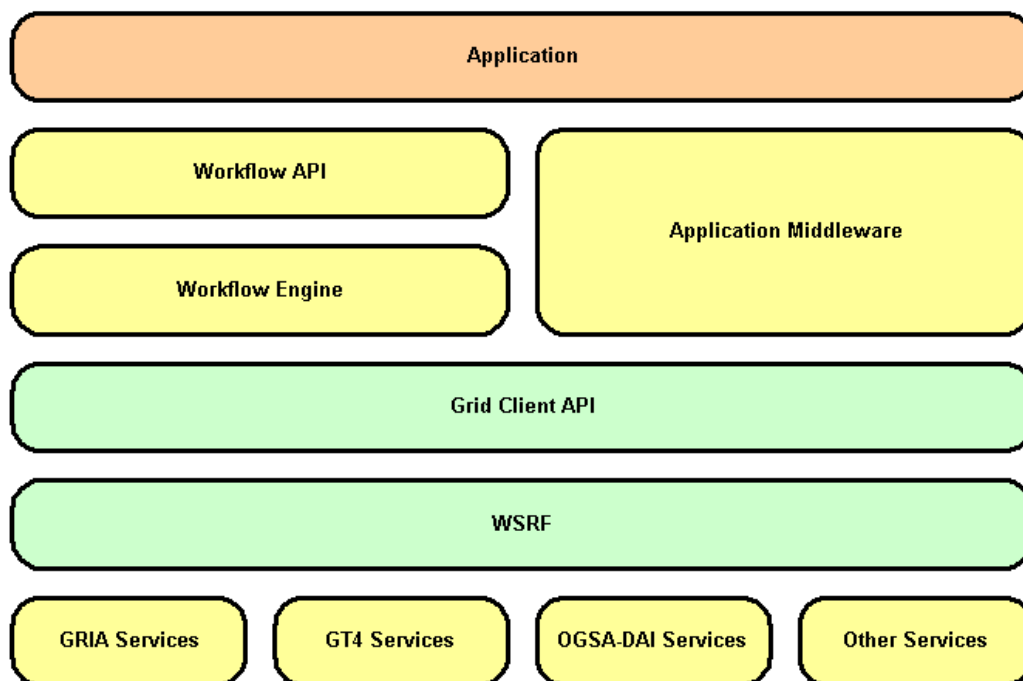 Application
Workflow API
Application Middleware
Workflow Engine
Grid Client API
WSRF
GRIA Services
GT4 Services
OGSA-DAI Services
Other Services